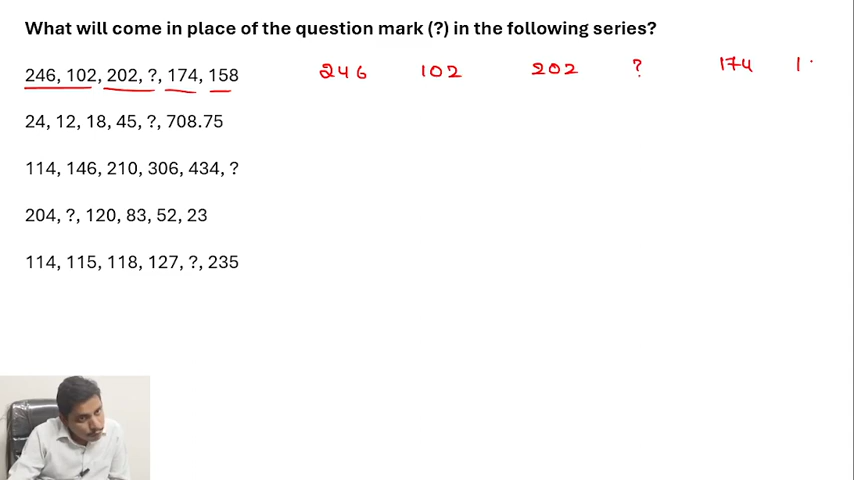 What will come in place of the question mark (?) in the following series?
246, 102, 202, ?, 174, 158
246 102 202 ? 174 1
24, 12, 18, 45, ?, 708.75
114, 146, 210, 306, 434, ?
204, ?, 120, 83, 52, 23
114, 115, 118, 127, ?, 235